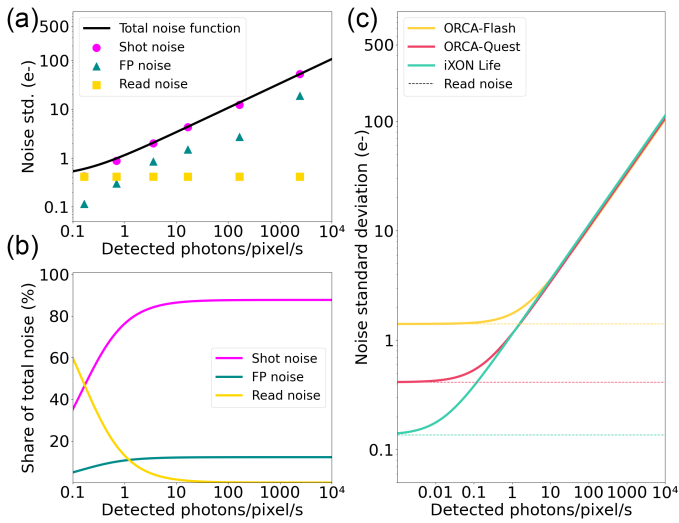 (a)
500
100
10
1
0.1
Noise std. (e-)
Total noise function
Shot noise
FP noise
Read noise
0.1
1
10
100
1000
10⁴
Detected photons/pixel/s
(b)
100
80
60
40
20
Share of total noise (%)
Shot noise
FP noise
Read noise
0.1
1
10
100
1000
10⁴
Detected photons/pixel/s
(c)
500
100
10
1
0.1
Noise standard deviation (e-)
ORCA-Flash
ORCA-Quest
iXON Life
Read noise
0.01
0.1
1
10
100
1000
10⁴
Detected photons/pixel/s